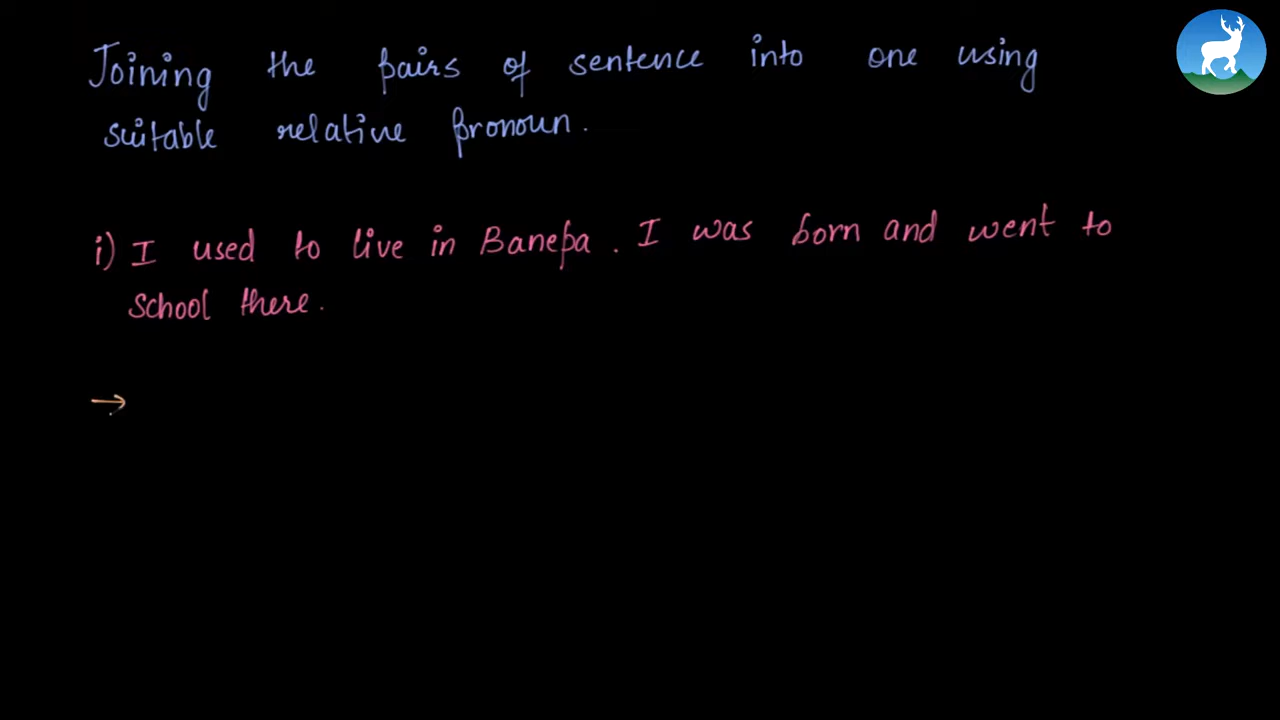 Joining the pairs of sentence into one using
suitable relative pronoun.
i) I used to live in Banepa. I was born and went to
school there.
→